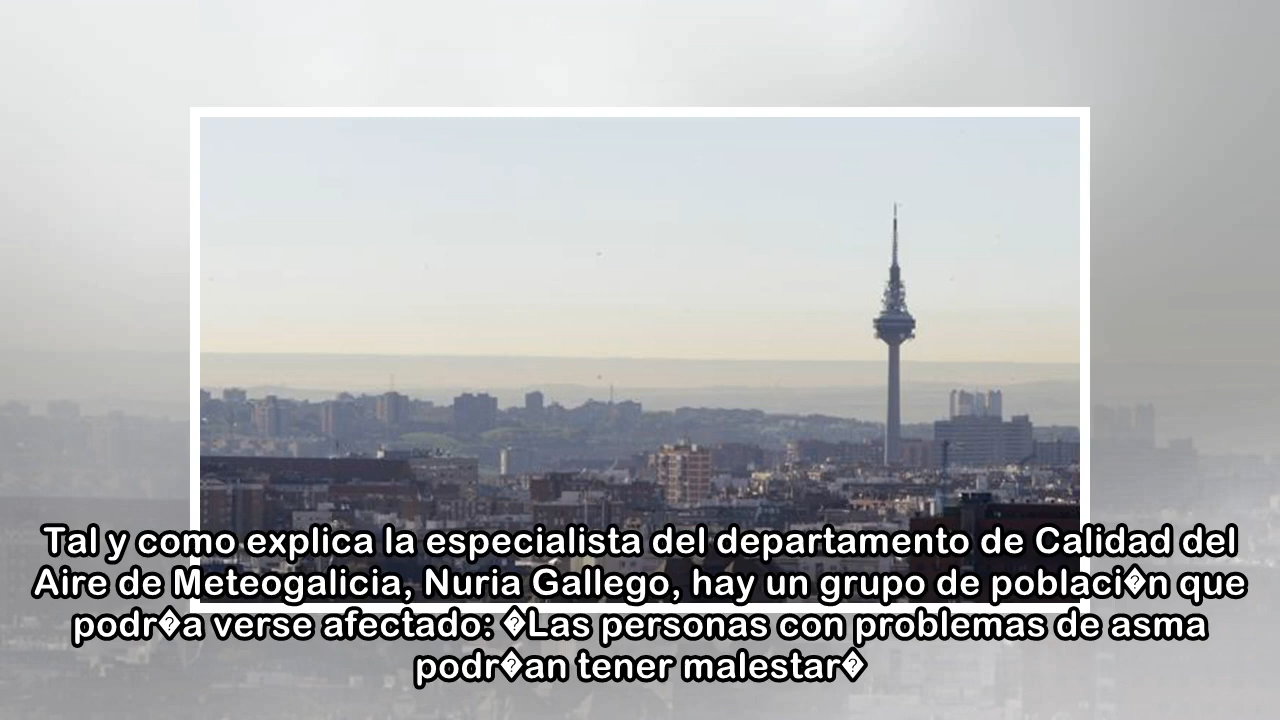 Tal y como explica la especialista del departamento de Calidad del
Aire de Meteogalicia, Nuria Gallego, hay un grupo de poblaci�n que
podr�a verse afectado: �Las personas con problemas de asma
podr�an tener malestar�